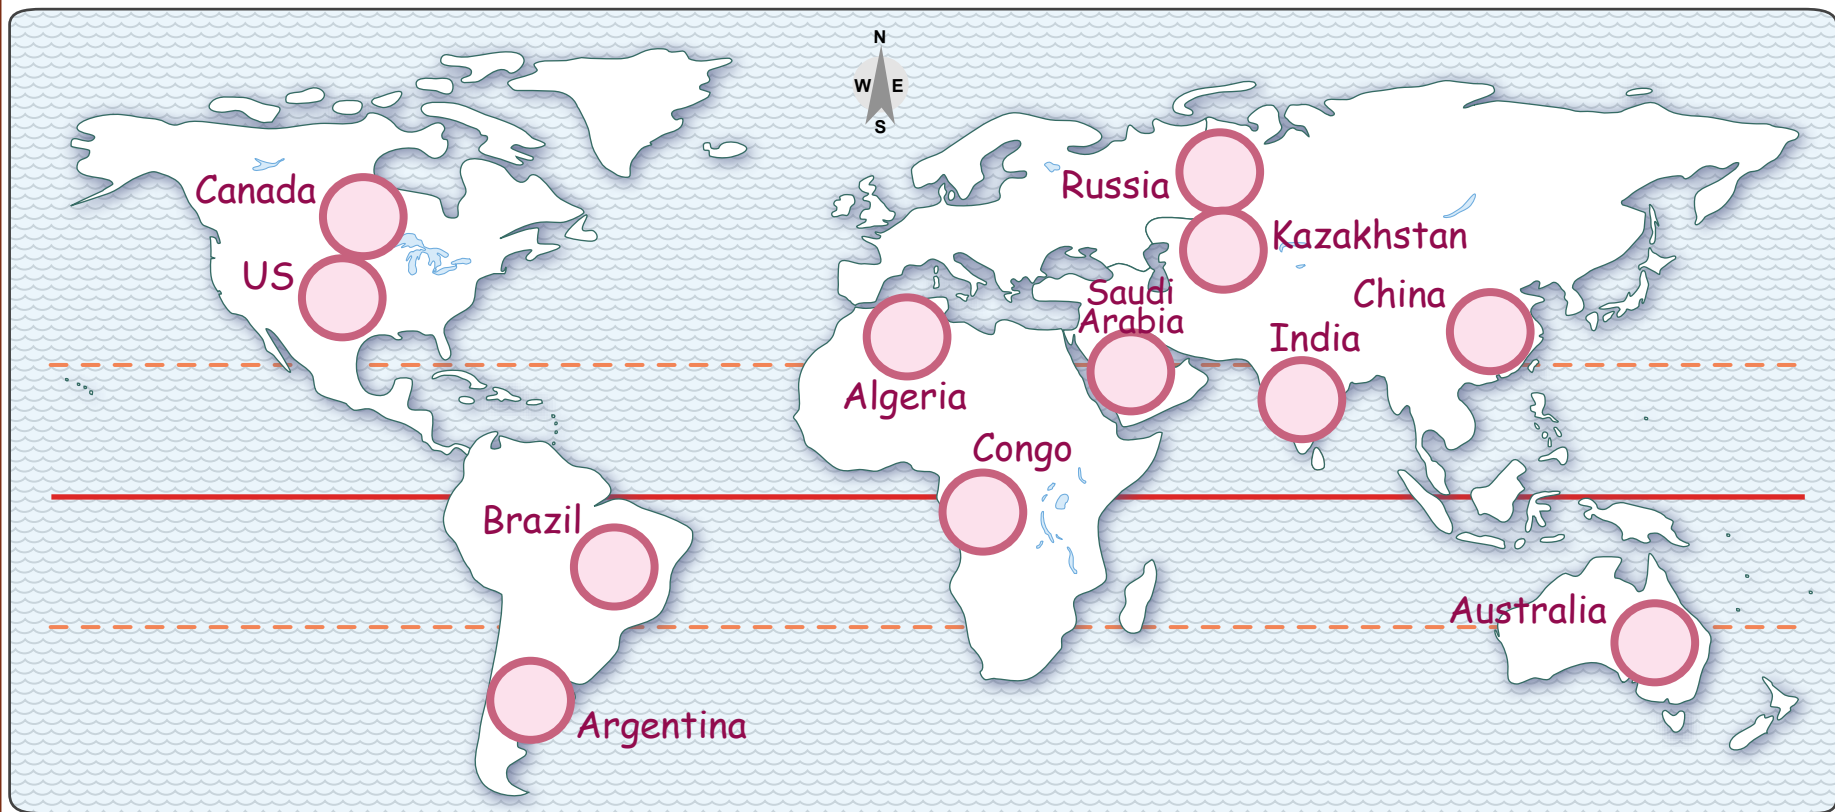 N
W E
S
Canada
Russia
Kazakhstan
US
Saudi
Arabia
China
India
Algeria
Congo
Brazil
Australia
Argentina